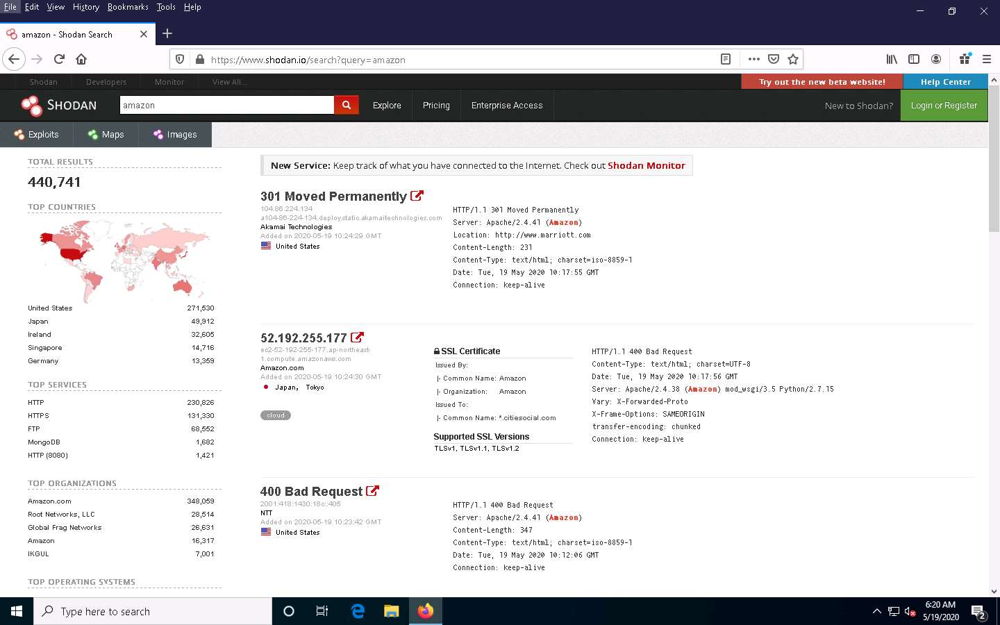 File Edit View History Bookmarks Tools Help
amazon - Shodan Search
https://www.shodan.io/search?query=amazon
Shodan Developers Monitor View All...
Try out the new beta website! Help Center
SHODAN
amazon
Explore Pricing Enterprise Access
New to Shodan? Login or Register
Exploits Maps Images
TOTAL RESULTS
440,741
TOP COUNTRIES
United States 271,530
Japan 49,912
Ireland 32,605
Singapore 14,716
Germany 13,359
TOP SERVICES
HTTP 230,826
HTTPS 131,330
FTP 68,552
MongoDB 1,682
HTTP (8080) 1,421
TOP ORGANIZATIONS
Amazon.com 348,059
Root Networks, LLC 28,514
Global Frag Networks 26,631
Amazon 16,317
IKGUL 7,001
TOP OPERATING SYSTEMS
New Service: Keep track of what you have connected to the Internet. Check out Shodan Monitor
301 Moved Permanently
104.86.224.134
a104-86-224-134.deploy.static.akamaitechnologies.com
Akamai Technologies
Added on 2020-05-19 10:24:29 GMT
United States
HTTP/1.1 301 Moved Permanently
Server: Apache/2.4.41 (Amazon)
Location: http://www.marriott.com
Content-Length: 231
Content-Type: text/html; charset=iso-8859-1
Date: Tue, 19 May 2020 10:17:55 GMT
Connection: keep-alive
52.192.255.177
ec2-52-192-255-177.ap-northeast-
1.compute.amazonaws.com
Amazon.com
Added on 2020-05-19 10:24:30 GMT
Japan, Tokyo
cloud
SSL Certificate
Issued By:
|- Common Name: Amazon
|- Organization: Amazon
Issued To:
|- Common Name: *.citiesocial.com
Supported SSL Versions
TLSv1, TLSv1.1, TLSv1.2
HTTP/1.1 400 Bad Request
Content-Type: text/html; charset=UTF-8
Date: Tue, 19 May 2020 10:17:56 GMT
Server: Apache/2.4.38 (Amazon) mod_wsgi/3.5 Python/2.7.15
Vary: X-Forwarded-Proto
X-Frame-Options: SAMEORIGIN
transfer-encoding: chunked
Connection: keep-alive
400 Bad Request
2001:418:1430:18c::405
NTT
Added on 2020-05-19 10:23:42 GMT
United States
HTTP/1.1 400 Bad Request
Server: Apache/2.4.41 (Amazon)
Content-Length: 347
Content-Type: text/html; charset=iso-8859-1
Date: Tue, 19 May 2020 10:12:06 GMT
Connection: keep-alive
Type here to search
6:20 AM
5/19/2020
2